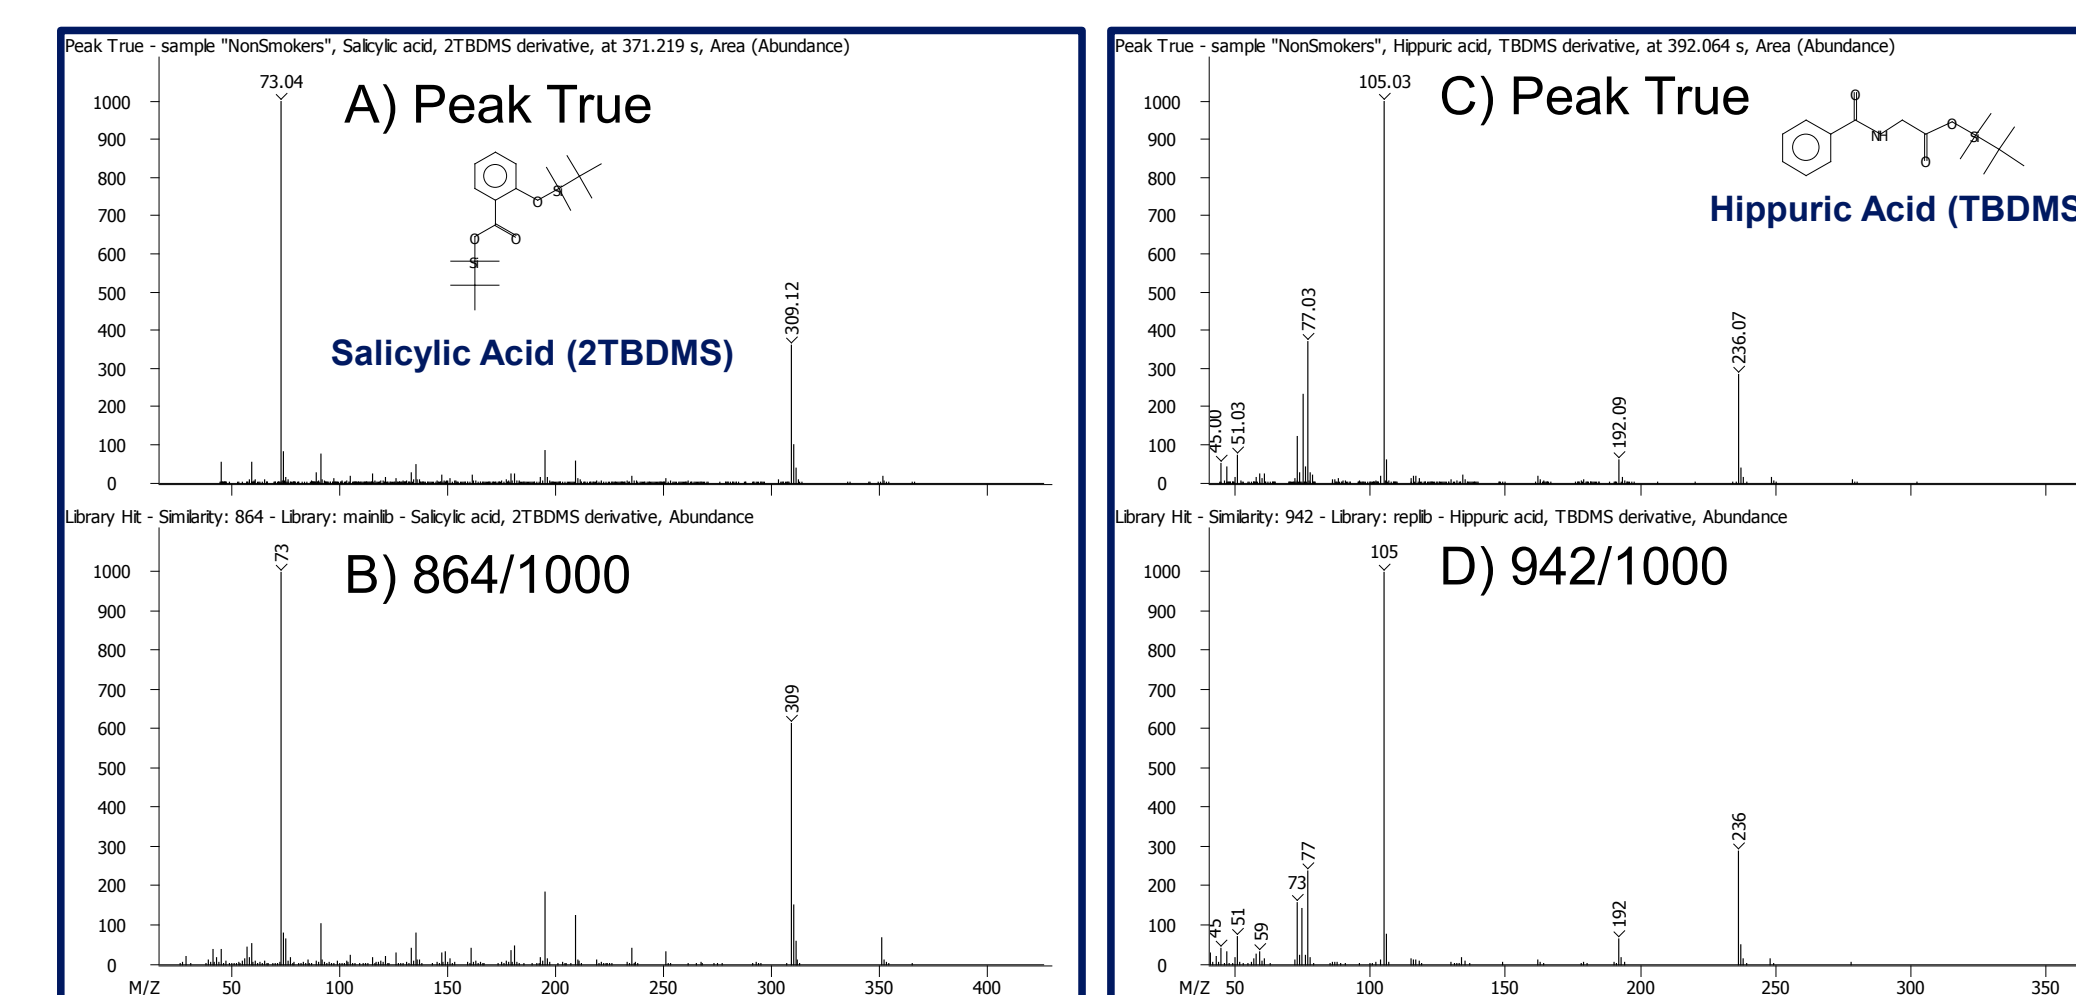 Peak True - sample "NonSmokers", Salicylic acid, 2TBDMS derivative, at 371.219 s, Area (Abundance)
A) Peak True
73.04
309.12
1000
900
800
700
600
500
400
300
200
100
0
O
Si
O
O
Si
Salicylic Acid (2TBDMS)
Library Hit - Similarity: 864 - Library: mainlib - Salicylic acid, 2TBDMS derivative, Abundance
B) 864/1000
73
309
1000
900
800
700
600
500
400
300
200
100
0
M/Z 50 100 150 200 250 300 350 400
Peak True - sample "NonSmokers", Hippuric acid, TBDMS derivative, at 392.064 s, Area (Abundance)
C) Peak True
105.03
77.03
45.00
51.03
192.09
236.07
1000
900
800
700
600
500
400
300
200
100
0
O
NH
O
O
Si
Hippuric Acid (TBDMS
Library Hit - Similarity: 942 - Library: replib - Hippuric acid, TBDMS derivative, Abundance
D) 942/1000
105
45
51
59
73
77
192
236
1000
900
800
700
600
500
400
300
200
100
0
M/Z 50 100 150 200 250 300 350